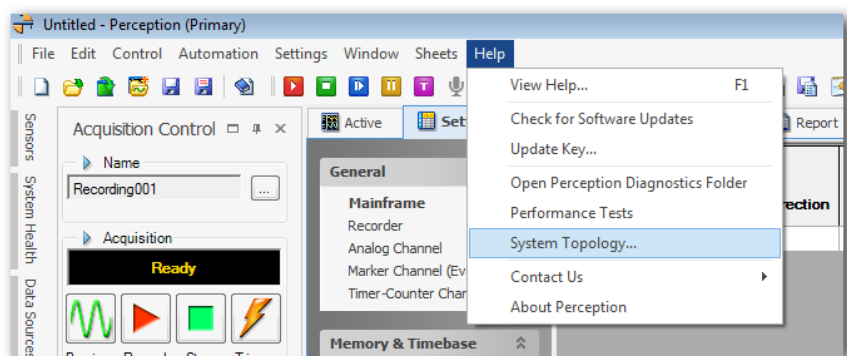 Untitled - Perception (Primary)
File Edit Control Automation Settings Window Sheets Help
View Help... F1
Check for Software Updates
Update Key...
Open Perception Diagnostics Folder
Performance Tests
System Topology...
Contact Us
About Perception
Sensors
System Health
Data Sources
Acquisition Control
Name
Recording001
...
Acquisition
Ready
Active
Set
Report
General
Mainframe
Recorder
Analog Channel
Marker Channel (Ev
Timer-Counter Char
Memory & Timebase
rection